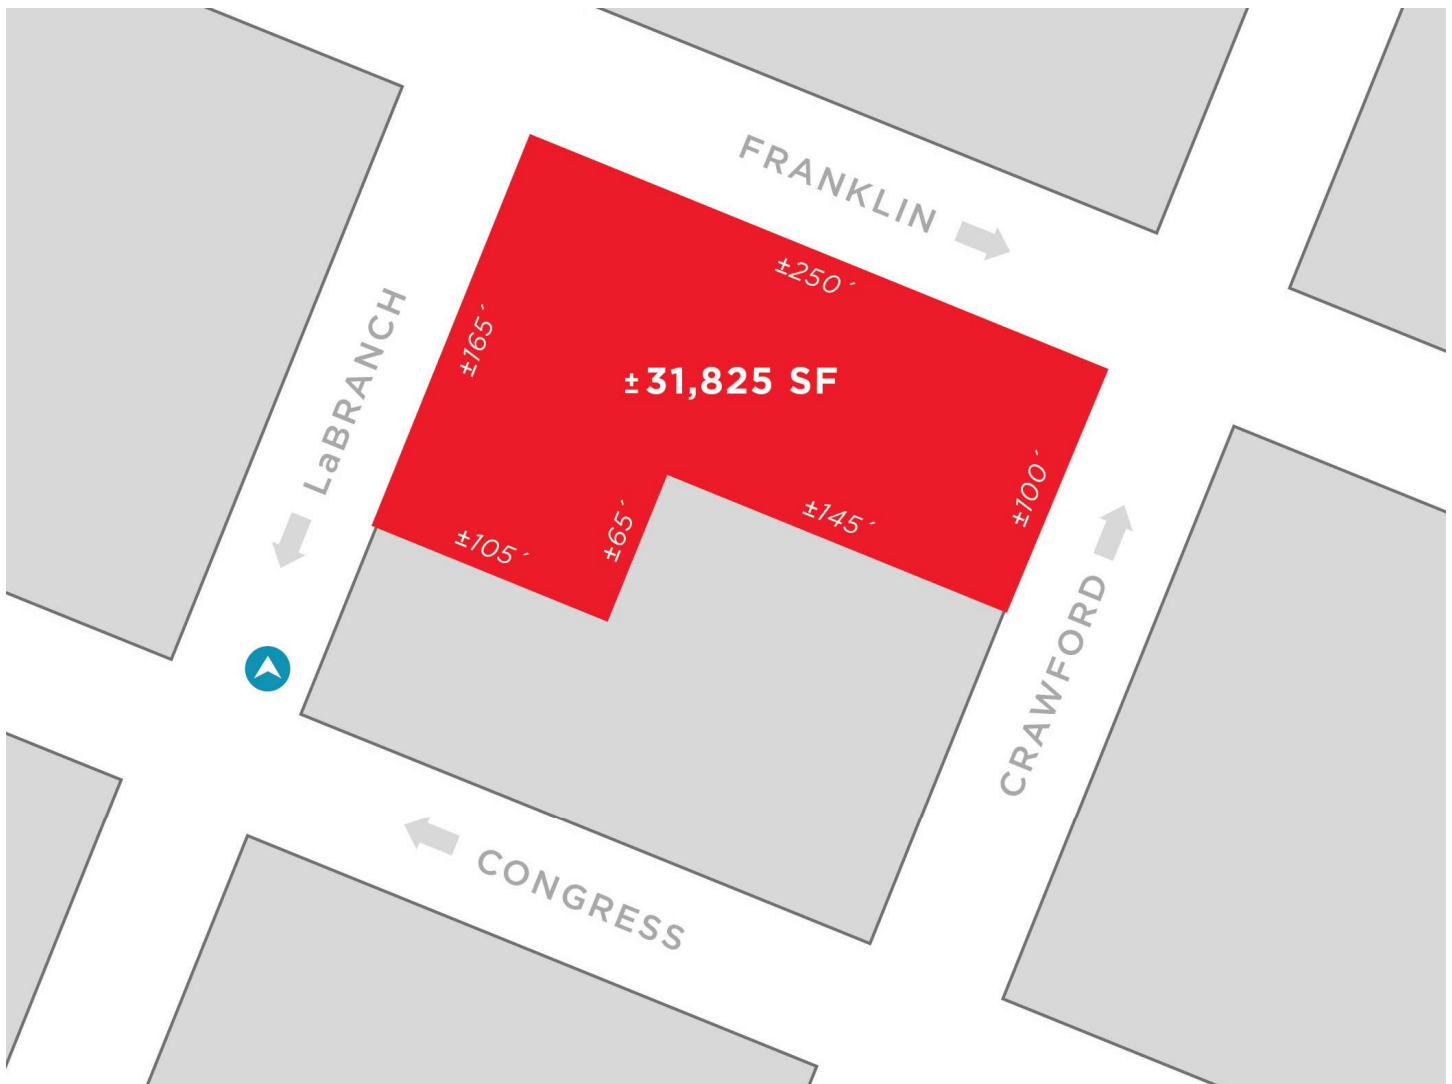 FRANKLIN
±250´
±165´
LaBRANCH
±31,825 SF
±100´
±145´
±65´
±105´
CRAWFORD
CONGRESS